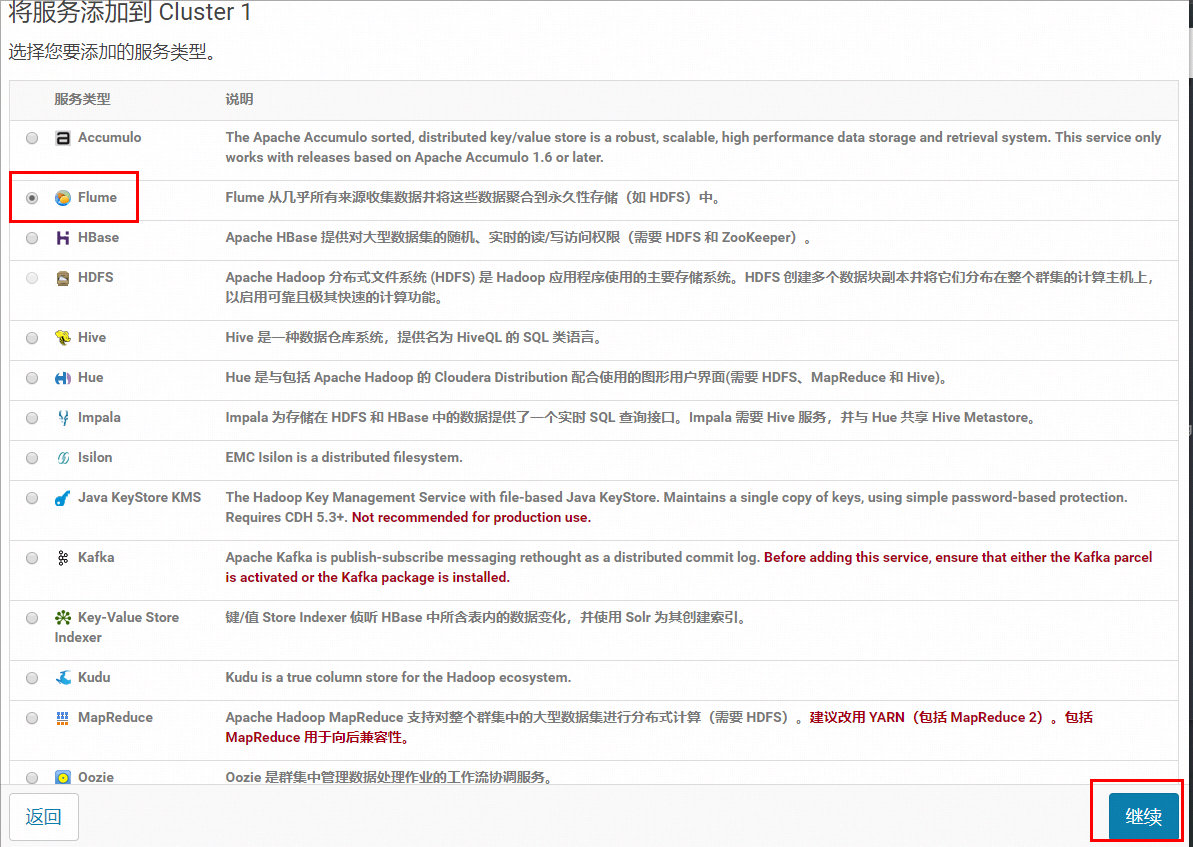 将服务添加到 Cluster 1
选择您要添加的服务类型。
服务类型 说明
Accumulo The Apache Accumulo sorted, distributed key/value store is a robust, scalable, high performance data storage and retrieval system. This service only
works with releases based on Apache Accumulo 1.6 or later.
Flume Flume 从几乎所有来源收集数据并将这些数据聚合到永久性存储（如 HDFS）中。
HBase Apache HBase 提供对大型数据集的随机、实时的读/写访问权限（需要 HDFS 和 ZooKeeper）。
HDFS Apache Hadoop 分布式文件系统 (HDFS) 是 Hadoop 应用程序使用的主要存储系统。HDFS 创建多个数据块副本并将它们分布在整个群集的计算主机上，
以启用可靠且极其快速的计算功能。
Hive Hive 是一种数据仓库系统，提供名为 HiveQL 的 SQL 类语言。
Hue Hue 是与包括 Apache Hadoop 的 Cloudera Distribution 配合使用的图形用户界面(需要 HDFS、MapReduce 和 Hive)。
Impala Impala 为存储在 HDFS 和 HBase 中的数据提供了一个实时 SQL 查询接口。Impala 需要 Hive 服务，并与 Hue 共享 Hive Metastore。
Isilon EMC Isilon is a distributed filesystem.
Java KeyStore KMS The Hadoop Key Management Service with file-based Java KeyStore. Maintains a single copy of keys, using simple password-based protection.
Requires CDH 5.3+. Not recommended for production use.
Kafka Apache Kafka is publish-subscribe messaging rethought as a distributed commit log. Before adding this service, ensure that either the Kafka parcel
is activated or the Kafka package is installed.
Key-Value Store 键/值 Store Indexer 侦听 HBase 中所含表内的数据变化，并使用 Solr 为其创建索引。
Indexer
Kudu Kudu is a true column store for the Hadoop ecosystem.
MapReduce Apache Hadoop MapReduce 支持对整个群集中的大型数据集进行分布式计算（需要 HDFS）。建议改用 YARN（包括 MapReduce 2）。包括
MapReduce 用于向后兼容性。
Oozie Oozie 是群集中管理数据处理作业的工作流协调服务。
返回 继续